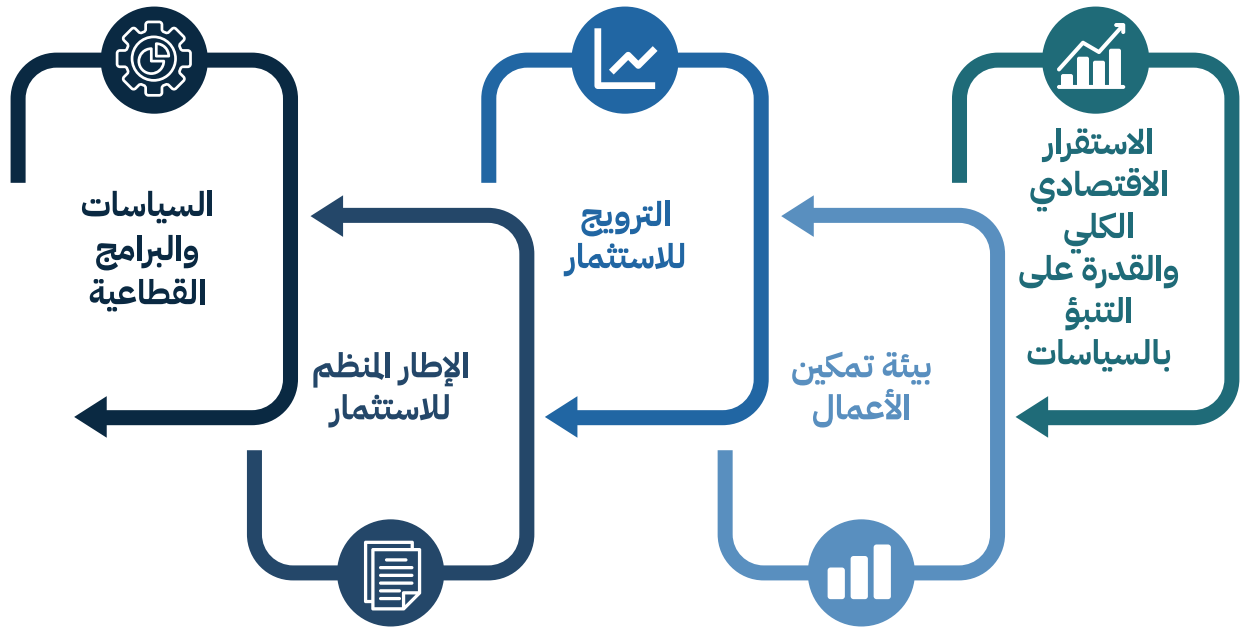 الاستقرار
الاقتصادي
الكلي
والقدرة على
التنبؤ
بالسياسات
بيئة تمكين
الأعمال
الترويج
للاستثمار
الإطار المنظم
للاستثمار
السياسات
والبرامج
القطاعية